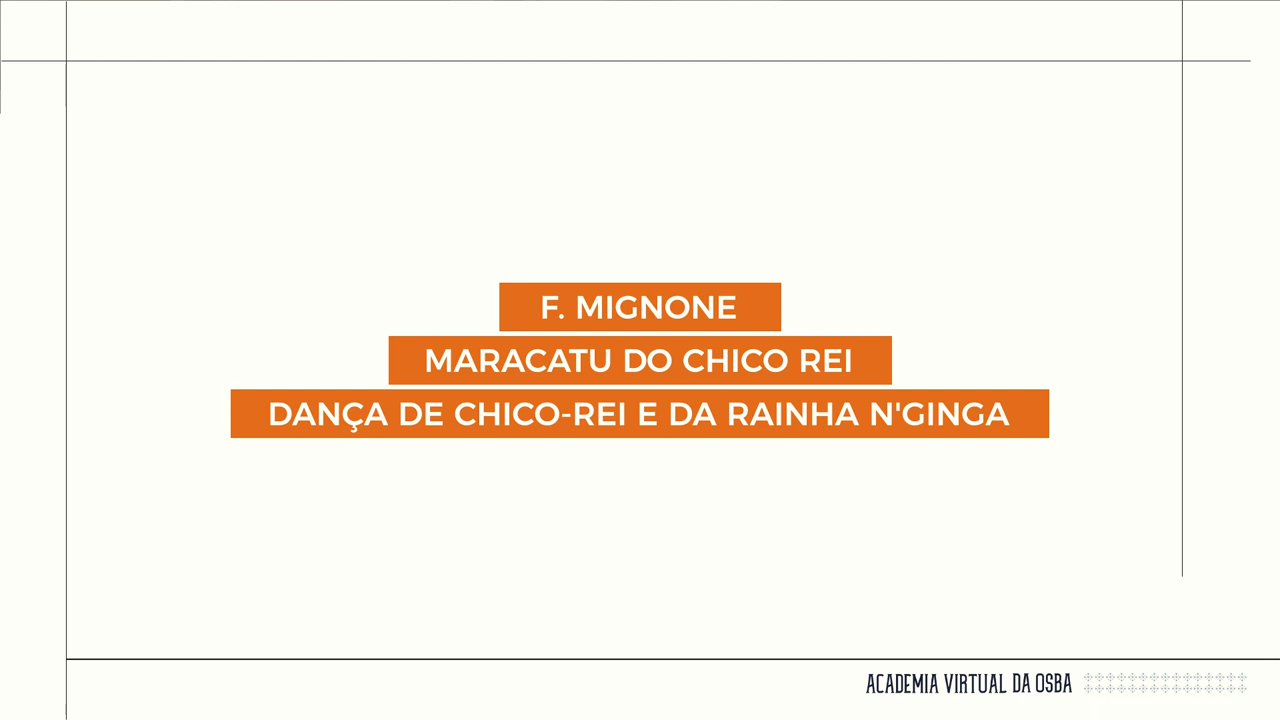 F. MIGNONE
MARACATU DO CHICO REI
DANÇA DE CHICO-REI E DA RAINHA N'GINGA
ACADEMIA VIRTUAL DA OSBA